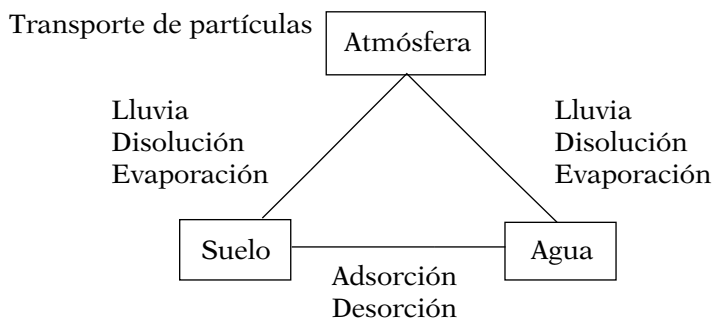 Transporte de partículas
Atmósfera
Lluvia
Disolución
Evaporación
Lluvia
Disolución
Evaporación
Suelo
Agua
Adsorción
Desorción